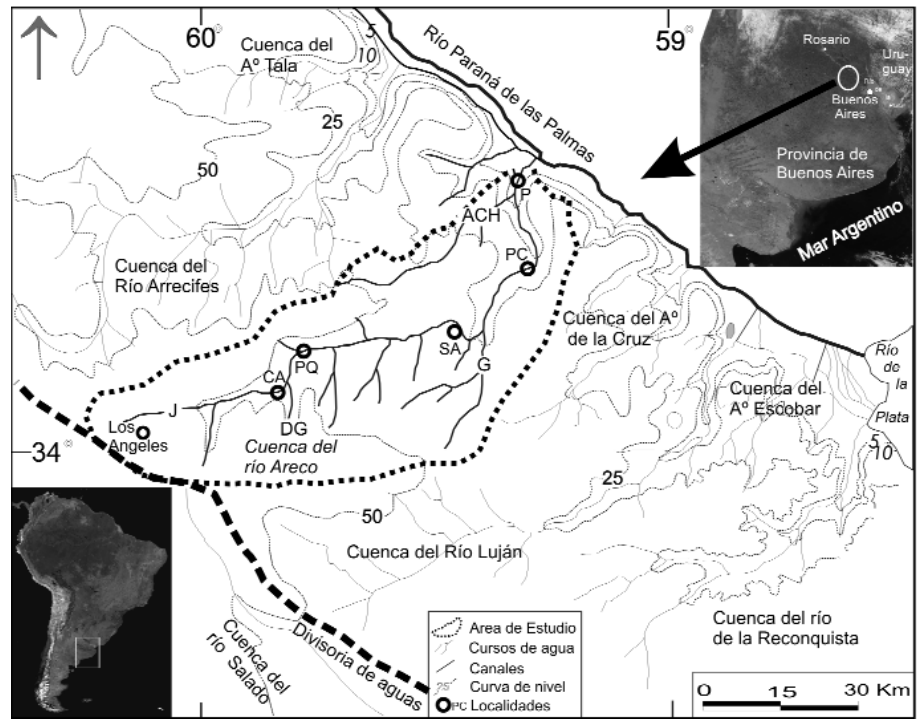 60°
59°
Rosario
Uru-
guay
Buenos
Aires
Provincia de
Buenos Aires
Mar Argentino
Cuenca del
Aº Tala
5
10
25
50
Río Paraná de las Palmas
P
ACH
PC
Cuenca del
Río Arrecifes
Cuenca del Aº
de la Cruz
SA
PQ
CA
G
J
Los
Angeles
DG
Cuenca del
río Areco
34°
Cuenca del
Aº Escobar
Río
de
la
Plata
5
10
25
50
Cuenca del Río Luján
Cuenca del río
de la Reconquista
Divisoria de aguas
Cuenca del
río Salado
Area de Estudio
Cursos de agua
Canales
Curva de nivel
PC Localidades
0 15 30 Km